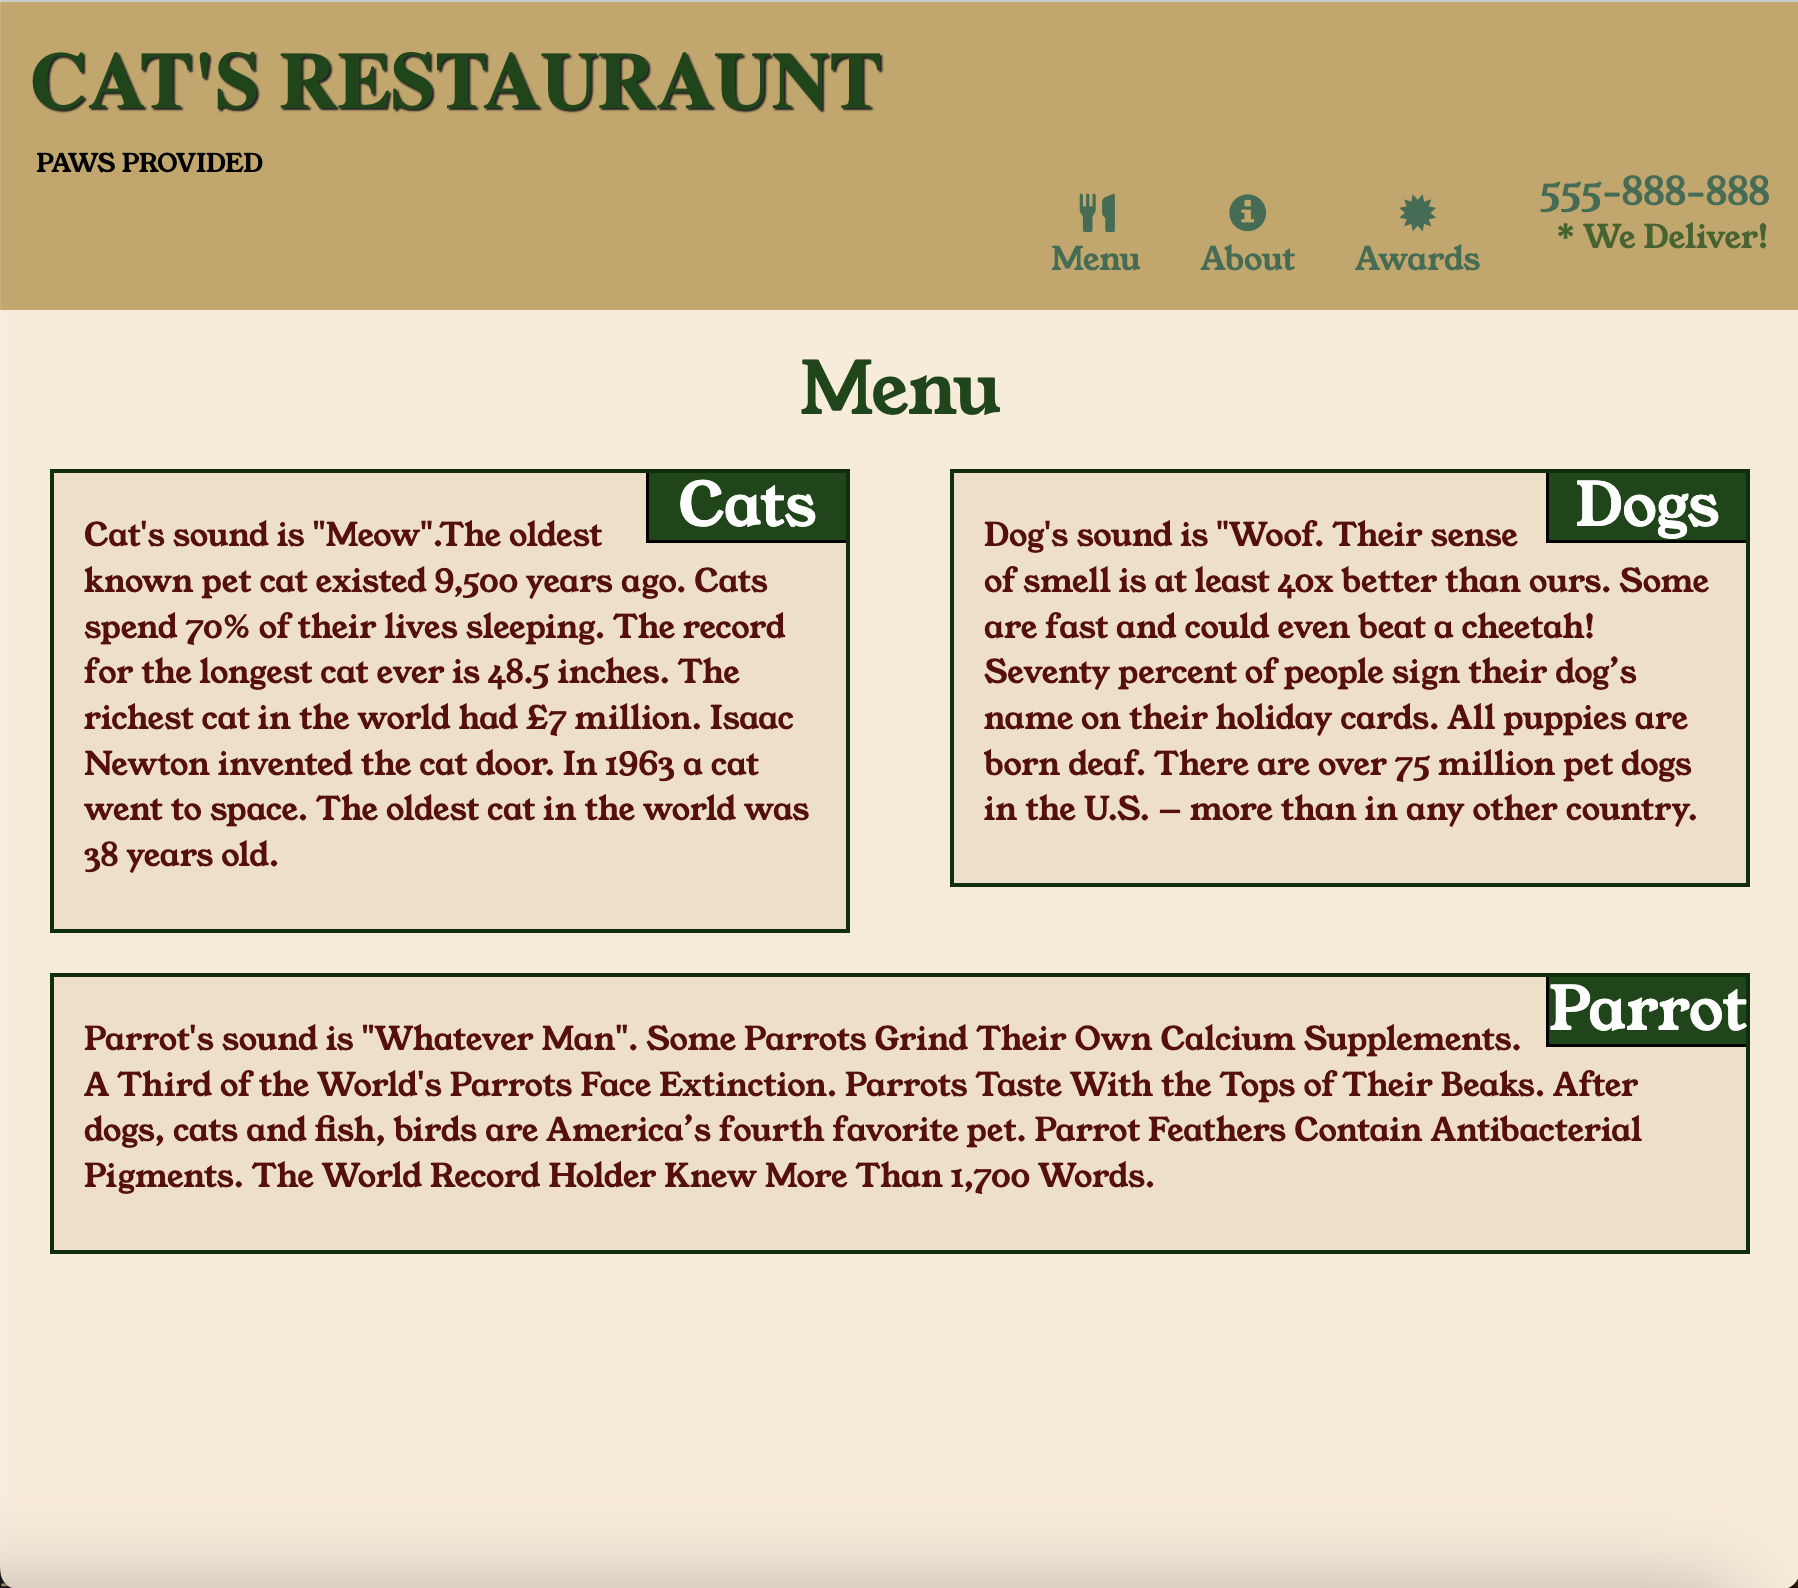 CAT'S RESTAURAUNT
PAWS PROVIDED
Menu
About
Awards
555-888-888
* We Deliver!
Menu
Cats
Cat's sound is "Meow".The oldest
known pet cat existed 9,500 years ago. Cats
spend 70% of their lives sleeping. The record
for the longest cat ever is 48.5 inches. The
richest cat in the world had £7 million. Isaac
Newton invented the cat door. In 1963 a cat
went to space. The oldest cat in the world was
38 years old.
Dogs
Dog's sound is "Woof. Their sense
of smell is at least 40x better than ours. Some
are fast and could even beat a cheetah!
Seventy percent of people sign their dog’s
name on their holiday cards. All puppies are
born deaf. There are over 75 million pet dogs
in the U.S. – more than in any other country.
Parrot
Parrot's sound is "Whatever Man". Some Parrots Grind Their Own Calcium Supplements.
A Third of the World's Parrots Face Extinction. Parrots Taste With the Tops of Their Beaks. After
dogs, cats and fish, birds are America’s fourth favorite pet. Parrot Feathers Contain Antibacterial
Pigments. The World Record Holder Knew More Than 1,700 Words.